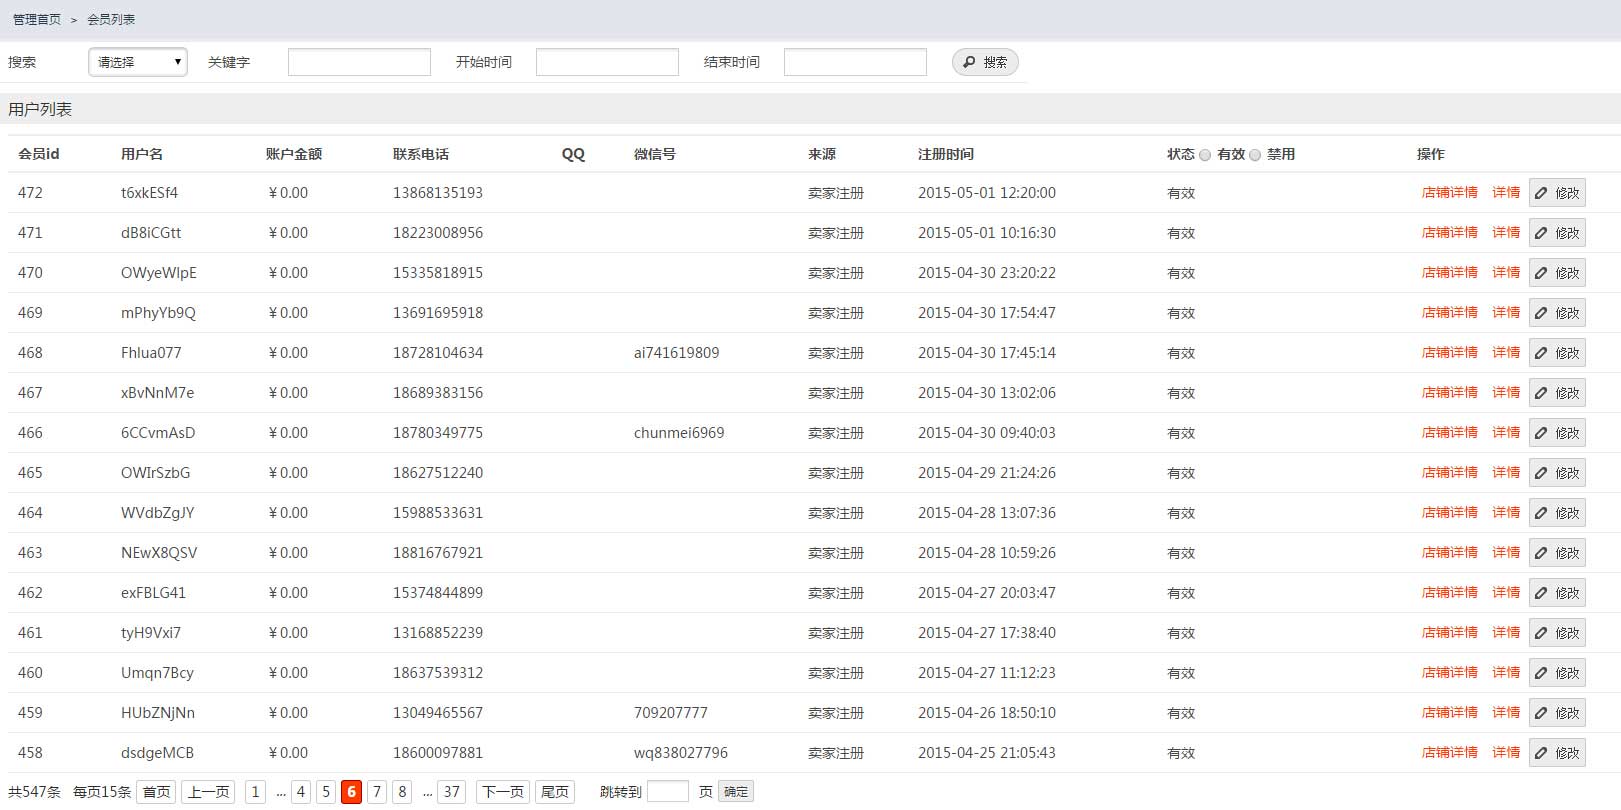 管理首页 > 会员列表
搜索 请选择 关键字 开始时间 结束时间 搜索
用户列表
会员id 用户名 账户金额 联系电话 QQ 微信号 来源 注册时间 状态 有效 禁用 操作
472 t6xkESf4 ￥0.00 13868135193 卖家注册 2015-05-01 12:20:00 有效 店铺详情 详情 修改
471 dB8iCGtt ￥0.00 18223008956 卖家注册 2015-05-01 10:16:30 有效 店铺详情 详情 修改
470 OWyeWIpE ￥0.00 15335818915 卖家注册 2015-04-30 23:20:22 有效 店铺详情 详情 修改
469 mPhyYb9Q ￥0.00 13691695918 卖家注册 2015-04-30 17:54:47 有效 店铺详情 详情 修改
468 Fhlua077 ￥0.00 18728104634 ai741619809 卖家注册 2015-04-30 17:45:14 有效 店铺详情 详情 修改
467 xBvNnM7e ￥0.00 18689383156 卖家注册 2015-04-30 13:02:06 有效 店铺详情 详情 修改
466 6CCvmAsD ￥0.00 18780349775 chunmei6969 卖家注册 2015-04-30 09:40:03 有效 店铺详情 详情 修改
465 OWIrSzbG ￥0.00 18627512240 卖家注册 2015-04-29 21:24:26 有效 店铺详情 详情 修改
464 WVdbZgJY ￥0.00 15988533631 卖家注册 2015-04-28 13:07:36 有效 店铺详情 详情 修改
463 NEwX8QSV ￥0.00 18816767921 卖家注册 2015-04-28 10:59:26 有效 店铺详情 详情 修改
462 exFBLG41 ￥0.00 15374844899 卖家注册 2015-04-27 20:03:47 有效 店铺详情 详情 修改
461 tyH9Vxi7 ￥0.00 13168852239 卖家注册 2015-04-27 17:38:40 有效 店铺详情 详情 修改
460 Umqn7Bcy ￥0.00 18637539312 卖家注册 2015-04-27 11:12:23 有效 店铺详情 详情 修改
459 HUbZNjNn ￥0.00 13049465567 709207777 卖家注册 2015-04-26 18:50:10 有效 店铺详情 详情 修改
458 dsdgeMCB ￥0.00 18600097881 wq838027796 卖家注册 2015-04-25 21:05:43 有效 店铺详情 详情 修改
共547条 每页15条 首页 上一页 1 ... 4 5 6 7 8 ... 37 下一页 尾页 跳转到 页 确定